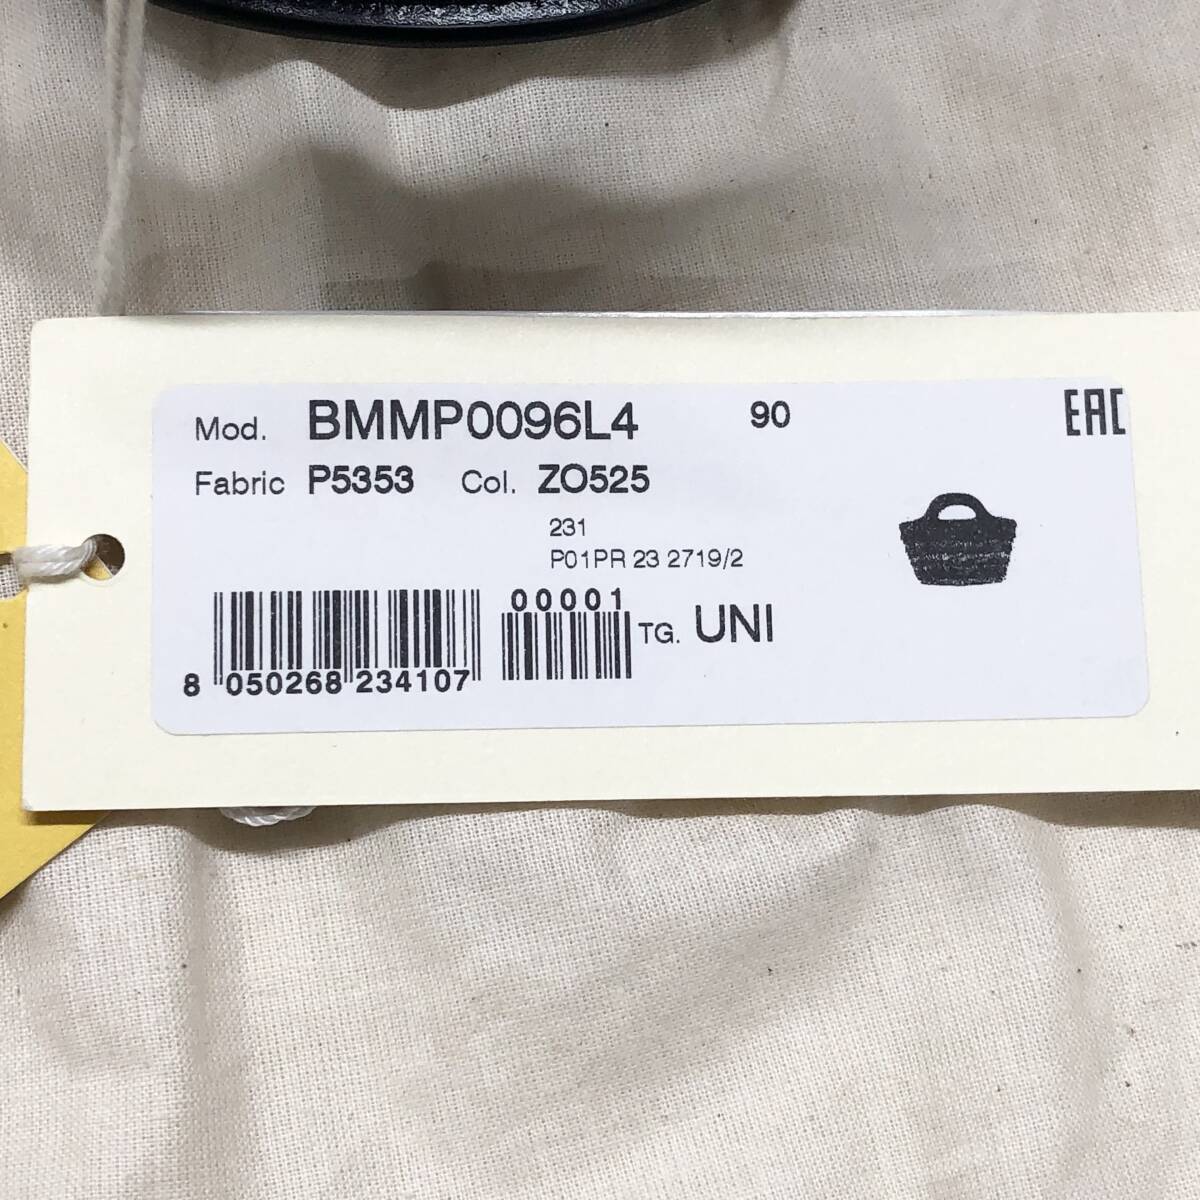 Mod. BMMP0096L4 90 EAC
Fabric P5353 Col. ZO525
231
P01PR 23 2719/2
00001
TG. UNI
8 050268 234107